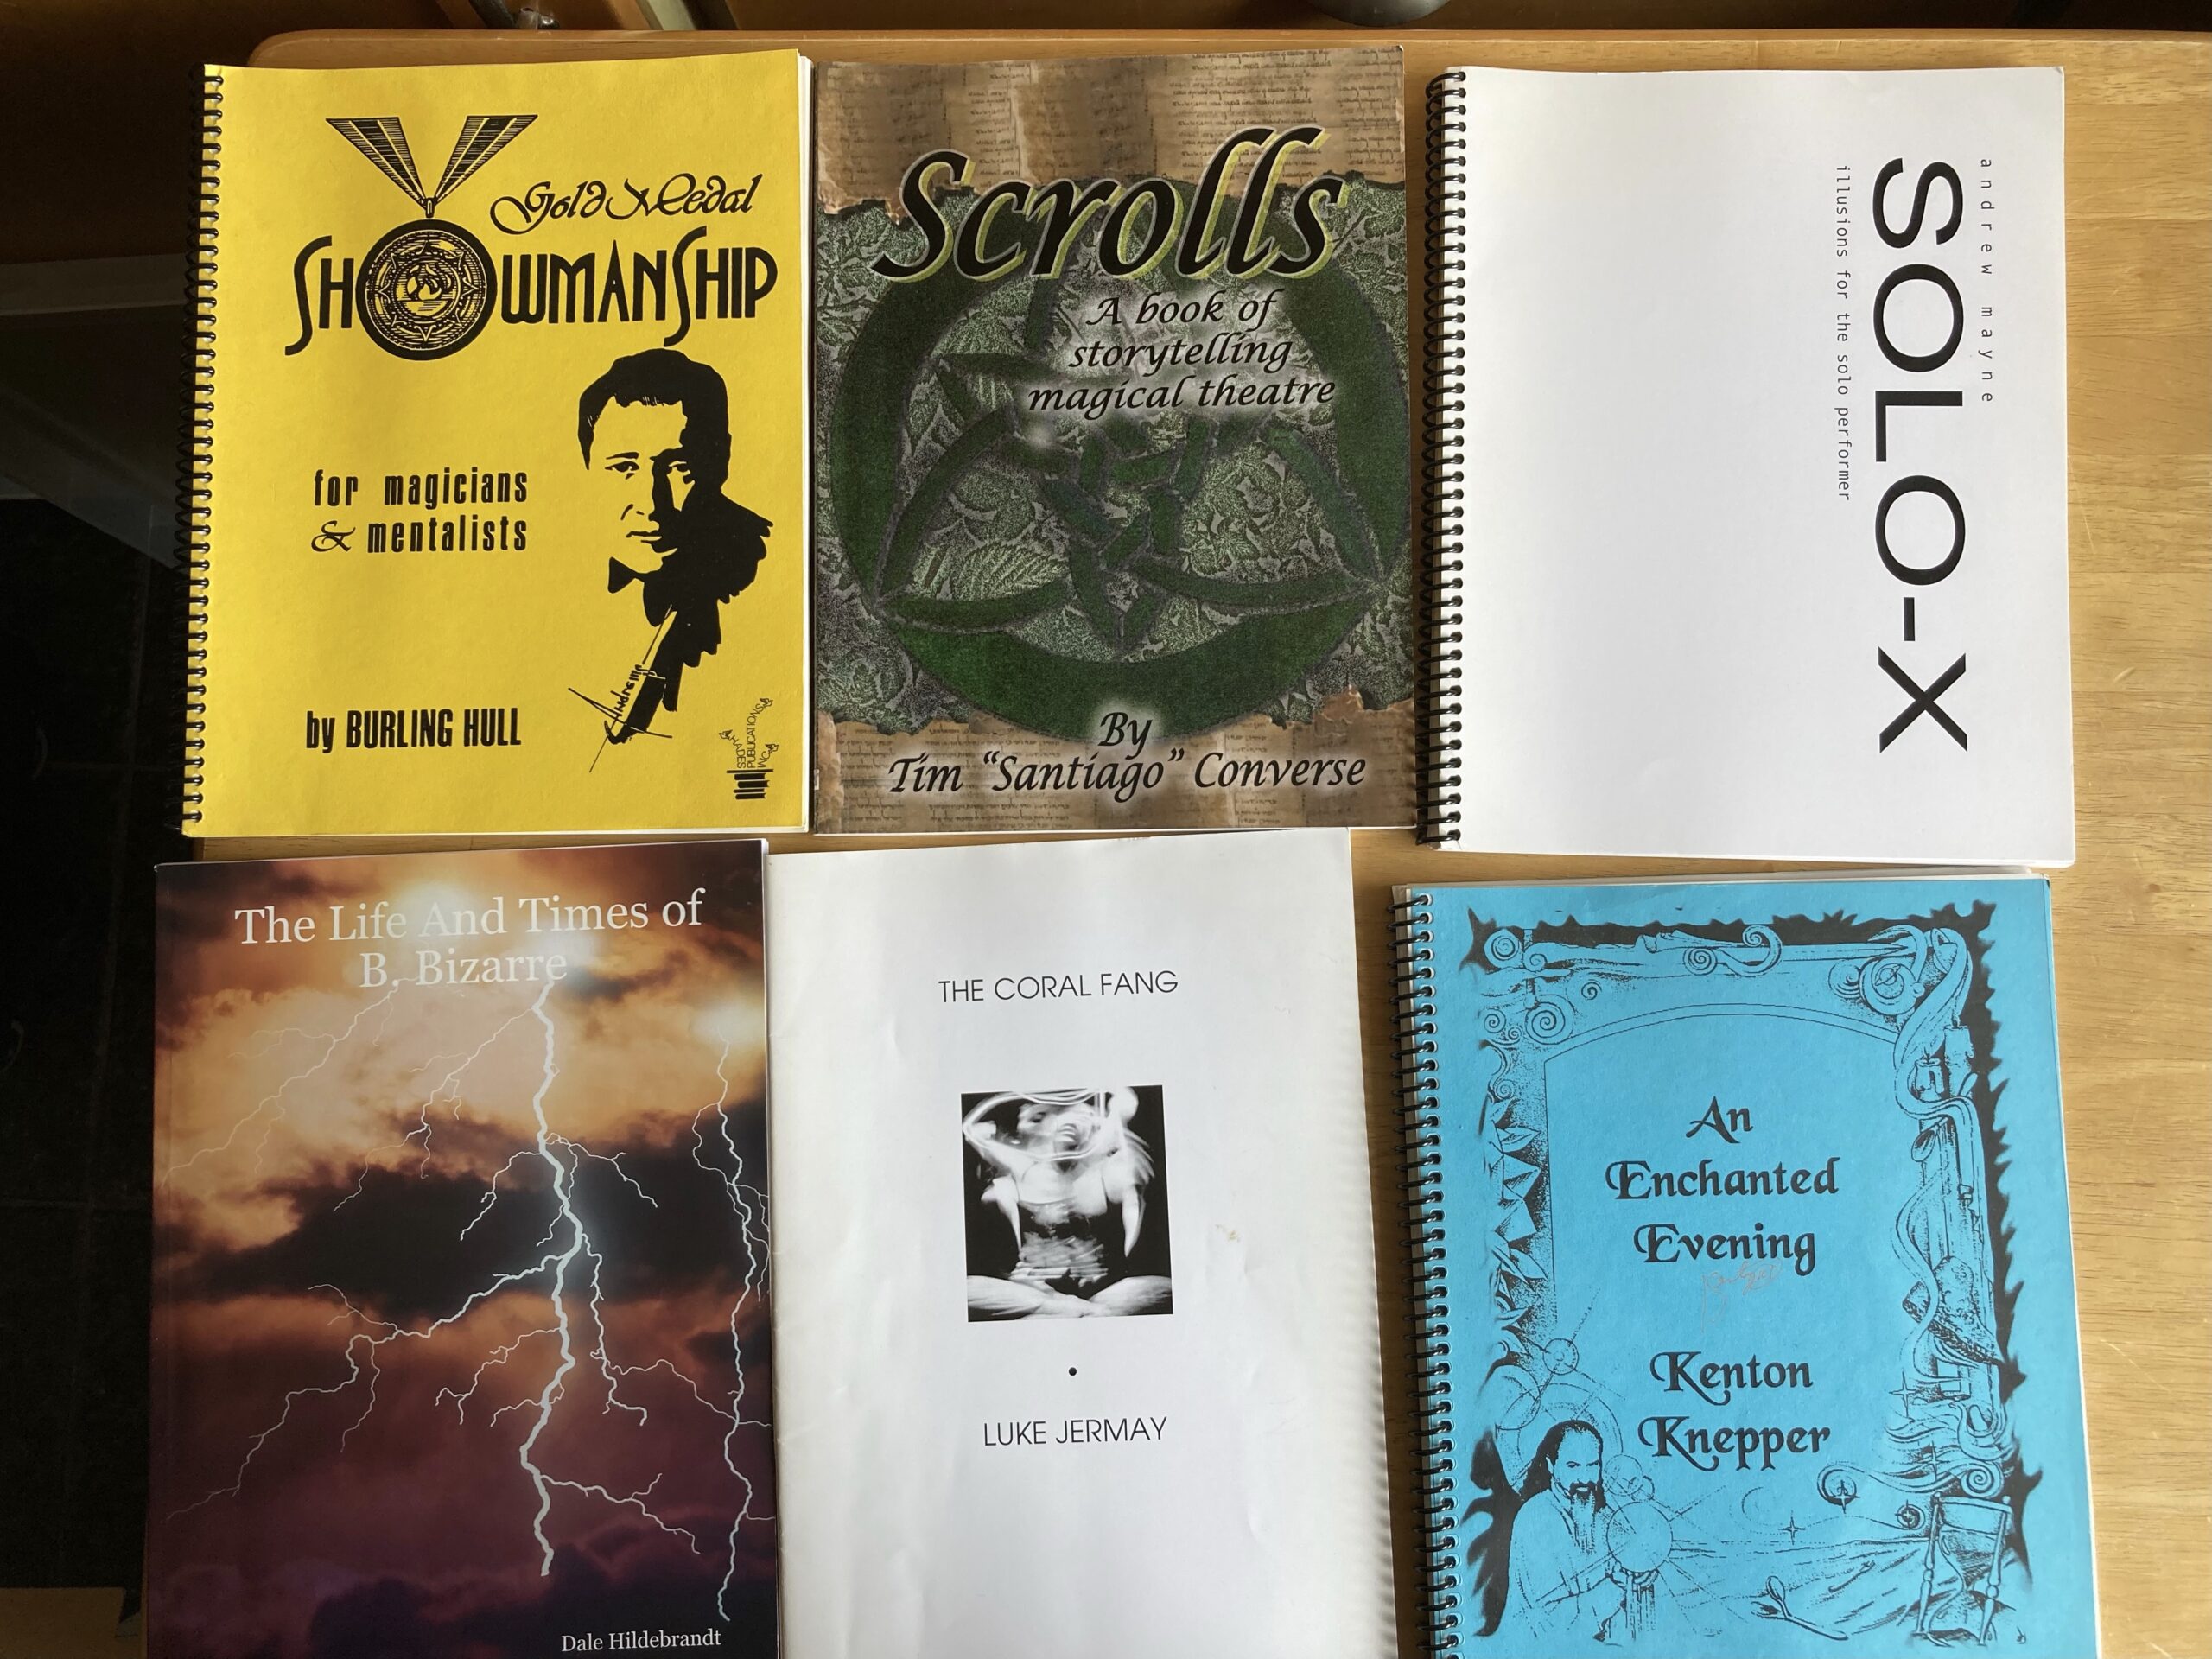 Gold Medal
SHOWMANSHIP
for magicians
& mentalists
by BURLING HULL
Scrolls
A book of
storytelling
magical theatre
By
Tim “Santiago” Converse
andrew mayne
SOLO-X
illusions for the solo performer
The Life And Times of
B. Bizarre
Dale Hildebrandt
THE CORAL FANG
LUKE JERMAY
An
Enchanted
Evening
Kenton
Knepper